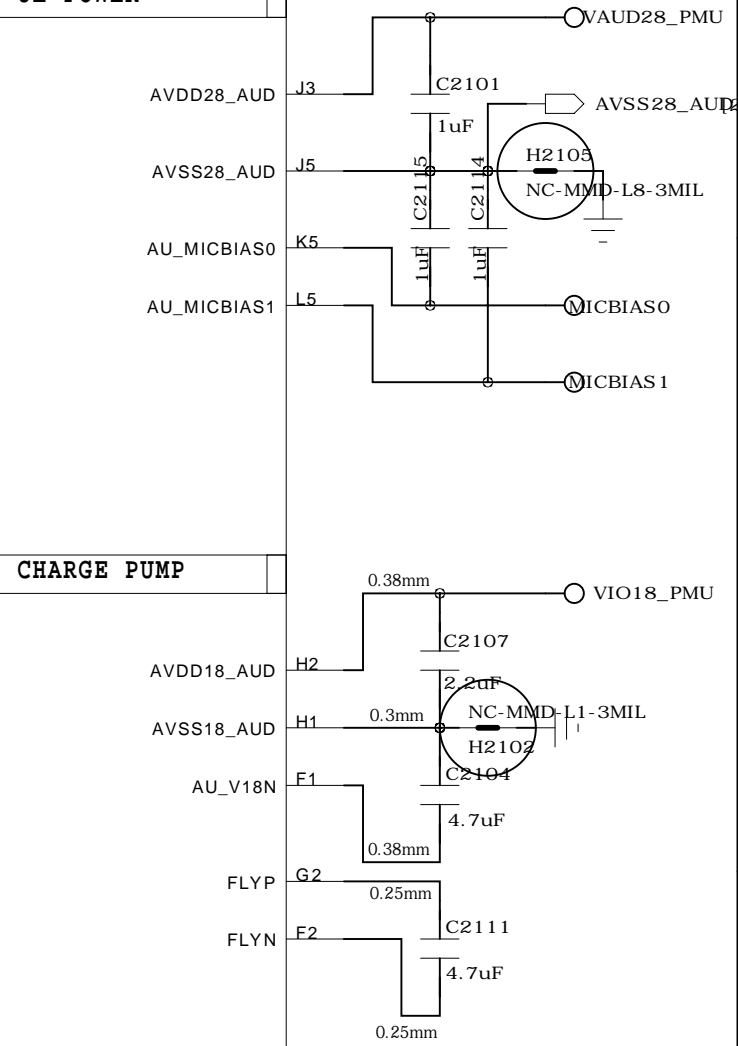 VAUD28_PMU
AVDD28_AUD J3
C2101
1uF
AVSS28_AUD
AVSS28_AUD J5
H2105
NC-MMD-L8-3MIL
C2115
1uF
C2114
1uF
AU_MICBIAS0 K5
MICBIAS0
AU_MICBIAS1 L5
MICBIAS1
CHARGE PUMP
0.38mm
VIO18_PMU
C2107
2.2uF
AVDD18_AUD H2
AVSS18_AUD H1
0.3mm
NC-MMD-L1-3MIL
H2102
AU_V18N F1
C2104
4.7uF
0.38mm
FLYP G2
0.25mm
C2111
4.7uF
FLYN F2
0.25mm